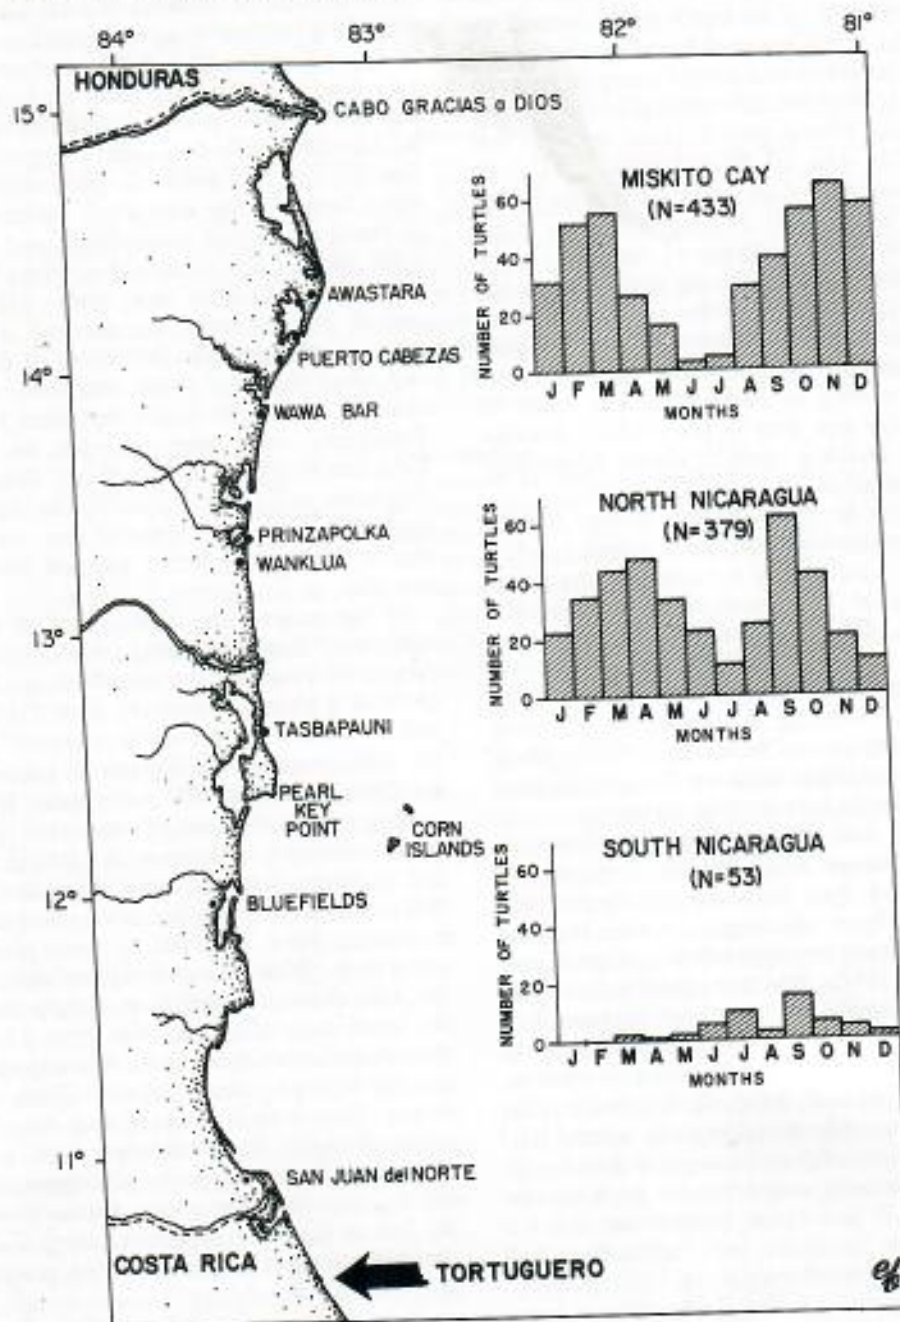 84° 83° 82° 81°
HONDURAS
15°
CABO GRACIAS a DIOS
AWASTARA
PUERTO CABEZAS
14°
WAWA BAR
PRINZAPOLKA
WANKLUA
13°
TASBAPAUNI
PEARL
KEY
POINT
CORN
ISLANDS
12°
BLUEFIELDS
11°
SAN JUAN del NORTE
COSTA RICA
TORTUGUERO
MISKITO CAY
(N=433)
NUMBER OF TURTLES
60
40
20
0
J F M A M J J A S O N D
MONTHS
NORTH NICARAGUA
(N=379)
NUMBER OF TURTLES
60
40
20
0
J F M A M J J A S O N D
MONTHS
SOUTH NICARAGUA
(N=53)
NUMBER OF TURTLES
60
40
20
0
J F M A M J J A S O N D
MONTHS